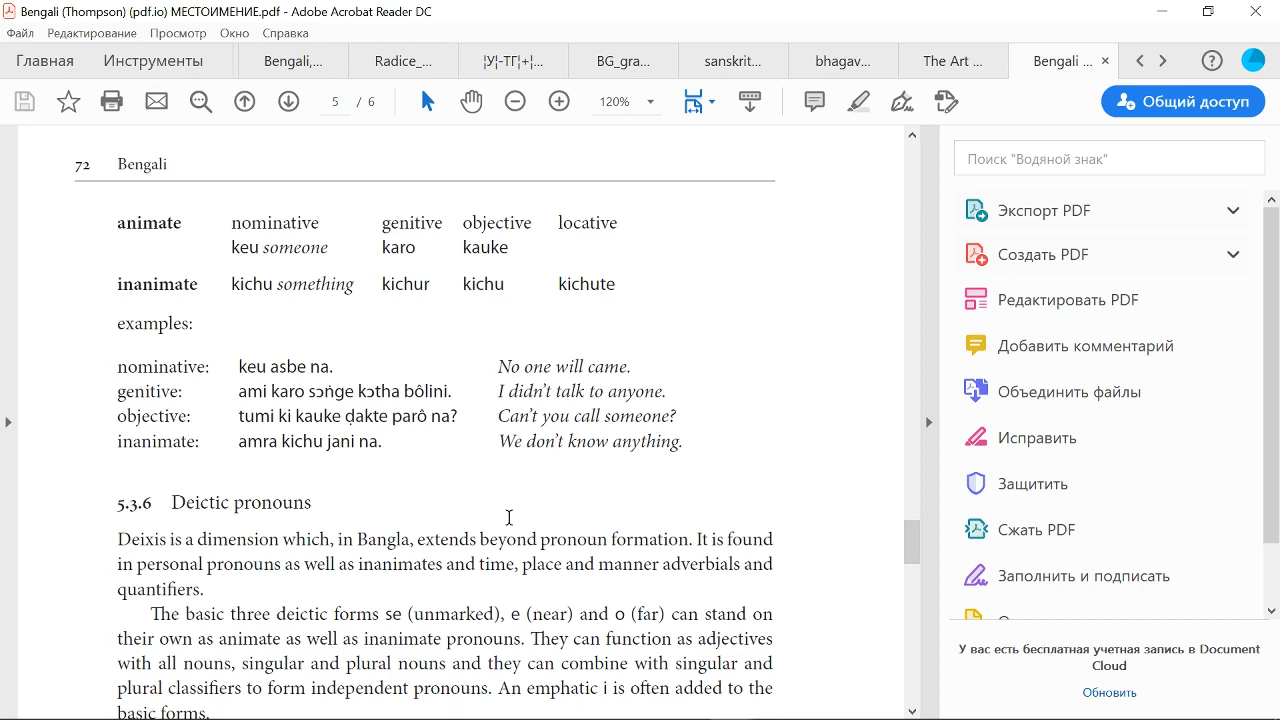 Bengali (Thompson) (pdf.io) МЕСТОИМЕНИЕ.pdf - Adobe Acrobat Reader DC
Файл Редактирование Просмотр Окно Справка
Главная Инструменты Bengali,... Radice_... ¦У¦-ТГ¦+¦... BG_gra... sanskrit... bhagav... The Art ... Bengali ... ×
5 / 6 120% Общий доступ
72 Bengali
animate nominative genitive objective locative
keu someone karo kauke
inanimate kichu something kichur kichu kichute
examples:
nominative: keu asbe na. No one will came.
genitive: ami karo sɔṅge kɔtha bôlini. I didn't talk to anyone.
objective: tumi ki kauke ḍakte parô na? Can't you call someone?
inanimate: amra kichu jani na. We don't know anything.
5.3.6 Deictic pronouns
Deixis is a dimension which, in Bangla, extends beyond pronoun formation. It is found
in personal pronouns as well as inanimates and time, place and manner adverbials and
quantifiers.
The basic three deictic forms se (unmarked), e (near) and o (far) can stand on
their own as animate as well as inanimate pronouns. They can function as adjectives
with all nouns, singular and plural nouns and they can combine with singular and
plural classifiers to form independent pronouns. An emphatic i is often added to the
basic forms.
Поиск "Водяной знак"
Экспорт PDF
Создать PDF
Редактировать PDF
Добавить комментарий
Объединить файлы
Исправить
Защитить
Сжать PDF
Заполнить и подписать
У вас есть бесплатная учетная запись в Document
Cloud
Обновить